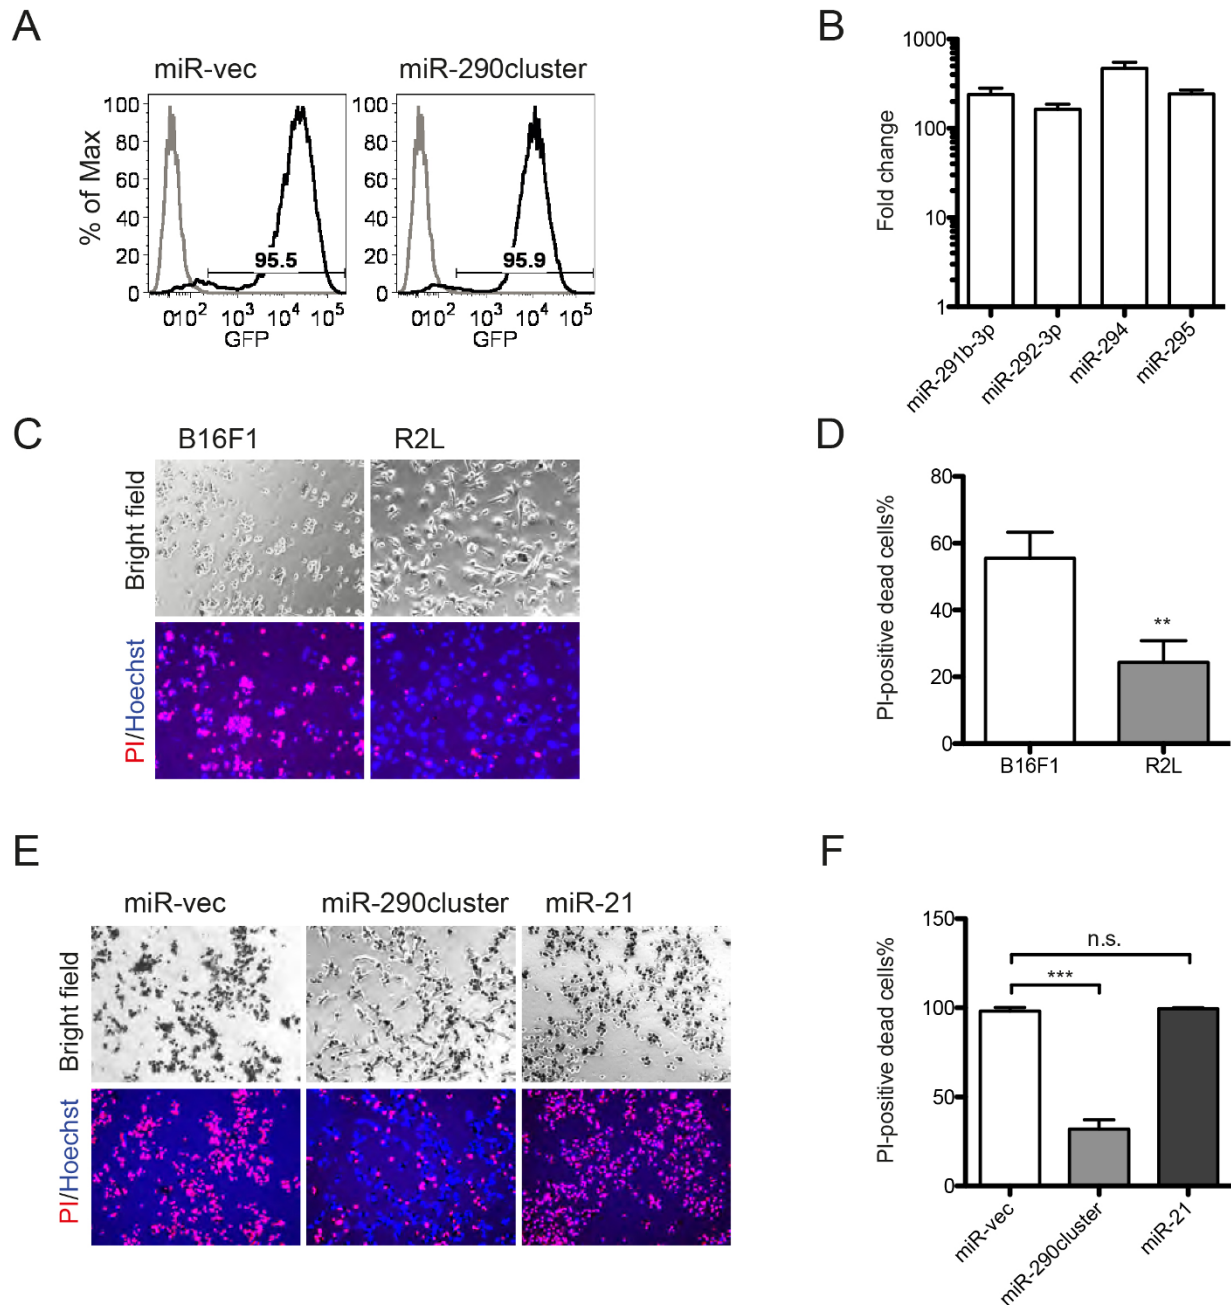 A
miR-vec
miR-290cluster
% of Max
100
80
60
40
20
0
95.5
010² 10³ 10⁴ 10⁵
GFP
100
80
60
40
20
0
95.9
010² 10³ 10⁴ 10⁵
GFP
B
Fold change
1000
100
10
1
miR-291b-3p
miR-292-3p
miR-294
miR-295
C
B16F1
R2L
Bright field
PI/Hoechst
D
PI-positive dead cells%
80
60
40
20
0
**
B16F1
R2L
E
miR-vec
miR-290cluster
miR-21
Bright field
PI/Hoechst
F
PI-positive dead cells%
150
100
50
0
n.s.
***
miR-vec
miR-290cluster
miR-21